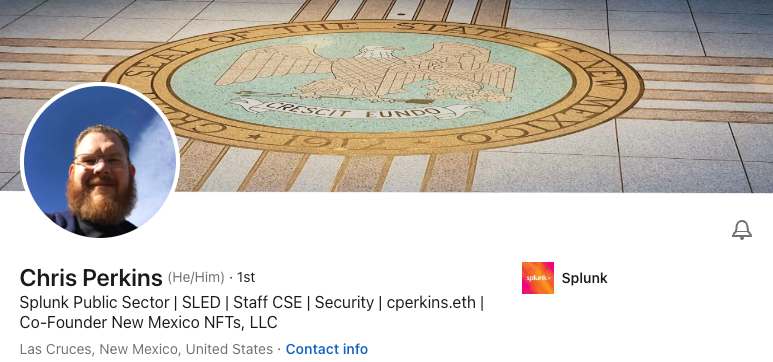 SEAL OF THE STATE OF NEW MEXICO
CRESCIT EUNDO
1912
Chris Perkins (He/Him) · 1st
Splunk Public Sector | SLED | Staff CSE | Security | cperkins.eth |
Co-Founder New Mexico NFTs, LLC
Las Cruces, New Mexico, United States · Contact info
splunk>
Splunk